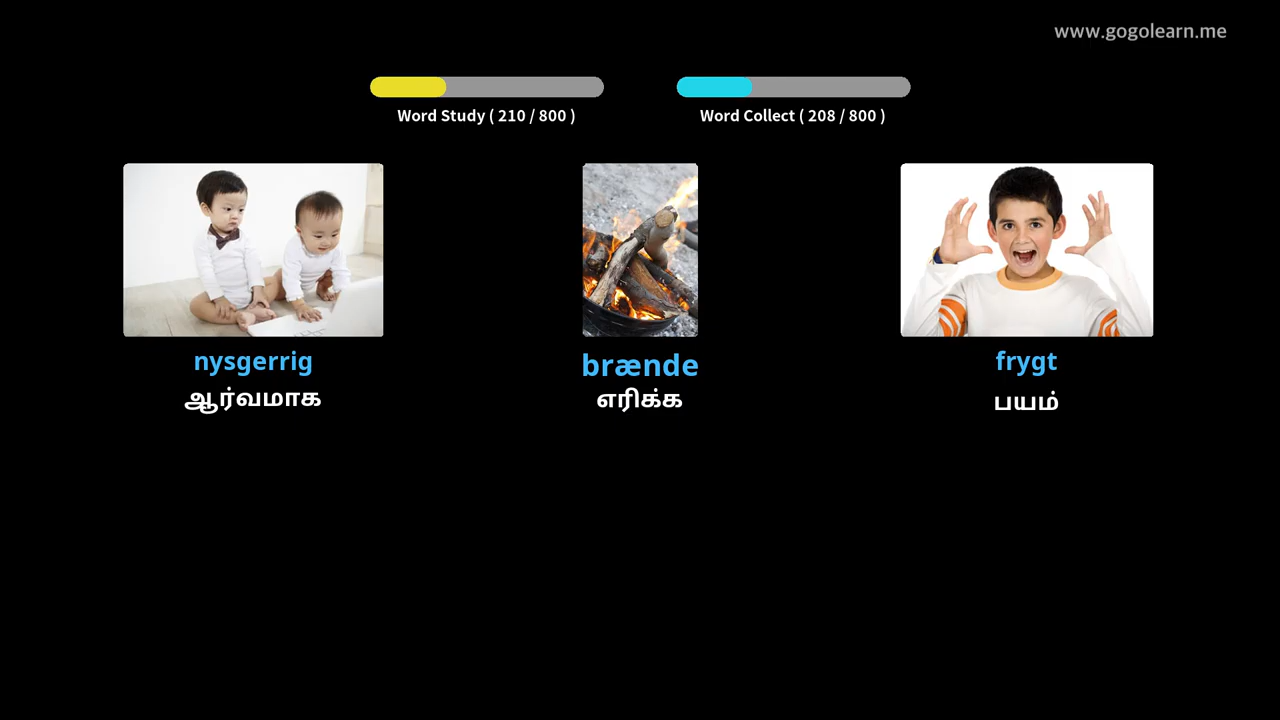 www.gogolearn.me
Word Study ( 210 / 800 )
Word Collect ( 208 / 800 )
nysgerrig
ஆர்வமாக
brænde
எரிக்க
frygt
பயம்